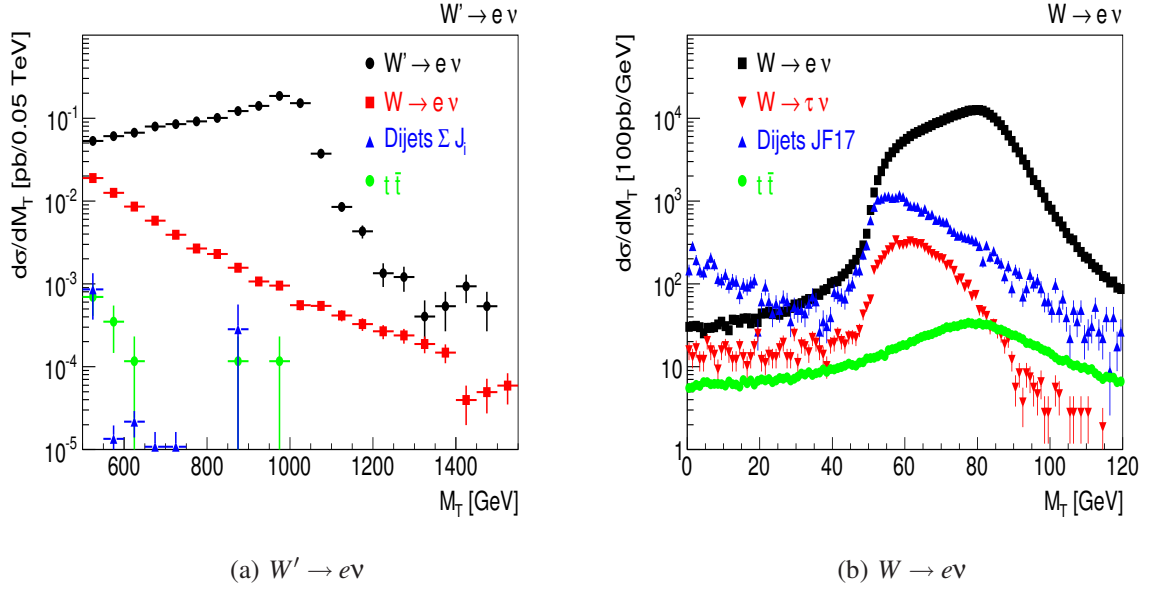 W' → e ν
dσ/dM_T [pb/0.05 TeV]
W' → e ν
W → e ν
Dijets Σ J_i
t t̄
10^-1
10^-2
10^-3
10^-4
10^-5
600 800 1000 1200 1400
M_T [GeV]
(a) W′ → eν
W → e ν
dσ/dM_T [100pb/GeV]
W → e ν
W → τ ν
Dijets JF17
t t̄
10^4
10^3
10^2
10
1
0 20 40 60 80 100 120
M_T [GeV]
(b) W → eν